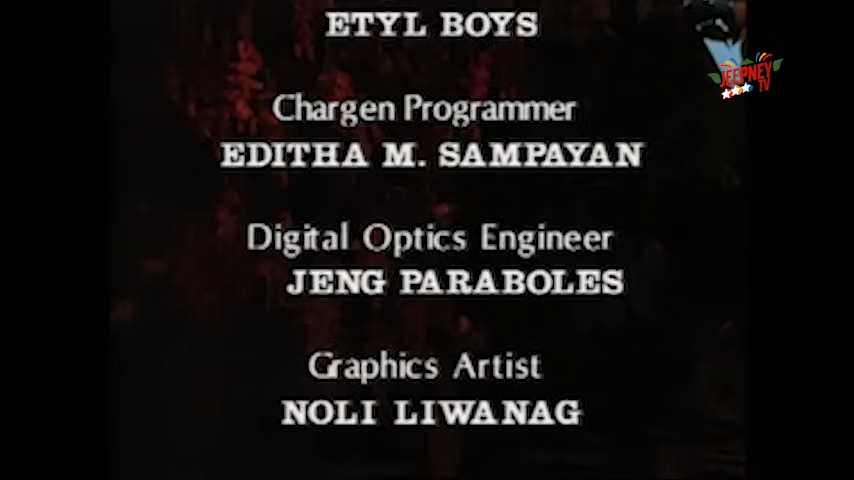 ETYL BOYS
JEEPNEY
TV
Chargen Programmer
EDITHA M. SAMPAYAN
Digital Optics Engineer
JENG PARABOLES
Graphics Artist
NOLI LIWANAG